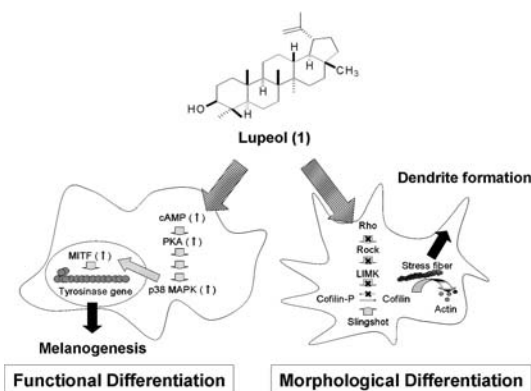 H
H
H
CH₃
HO
H
Lupeol (1)
Dendrite formation
cAMP (↑)
PKA (↑)
MITF (↑)
Tyrosinase gene
p38 MAPK (↑)
Melanogenesis
Functional Differentiation
Rho
Rock
LIMK
Stress fiber
Cofilin-P
Cofilin
Actin
Slingshot
Morphological Differentiation